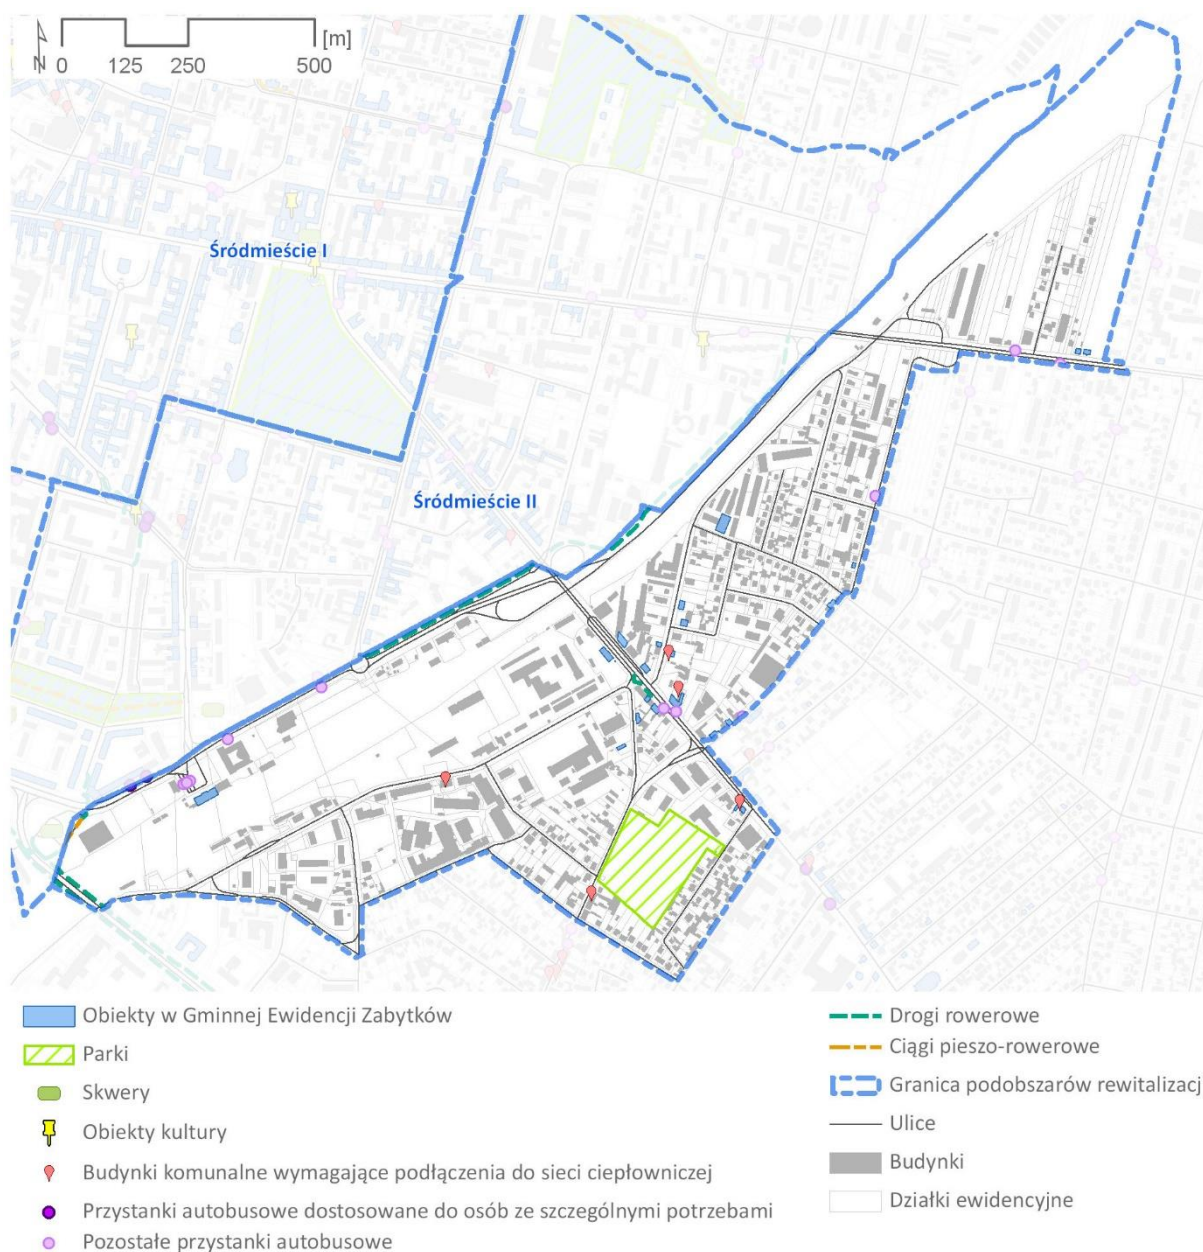 [m]
N
0 125 250 500
Śródmieście I
Śródmieście II
Obiekty w Gminnej Ewidencji Zabytków
Parki
Skwery
Obiekty kultury
Budynki komunalne wymagające podłączenia do sieci ciepłowniczej
Przystanki autobusowe dostosowane do osób ze szczególnymi potrzebami
Pozostałe przystanki autobusowe
Drogi rowerowe
Ciągi pieszo-rowerowe
Granica podobszarów rewitalizacj
Ulice
Budynki
Działki ewidencyjne